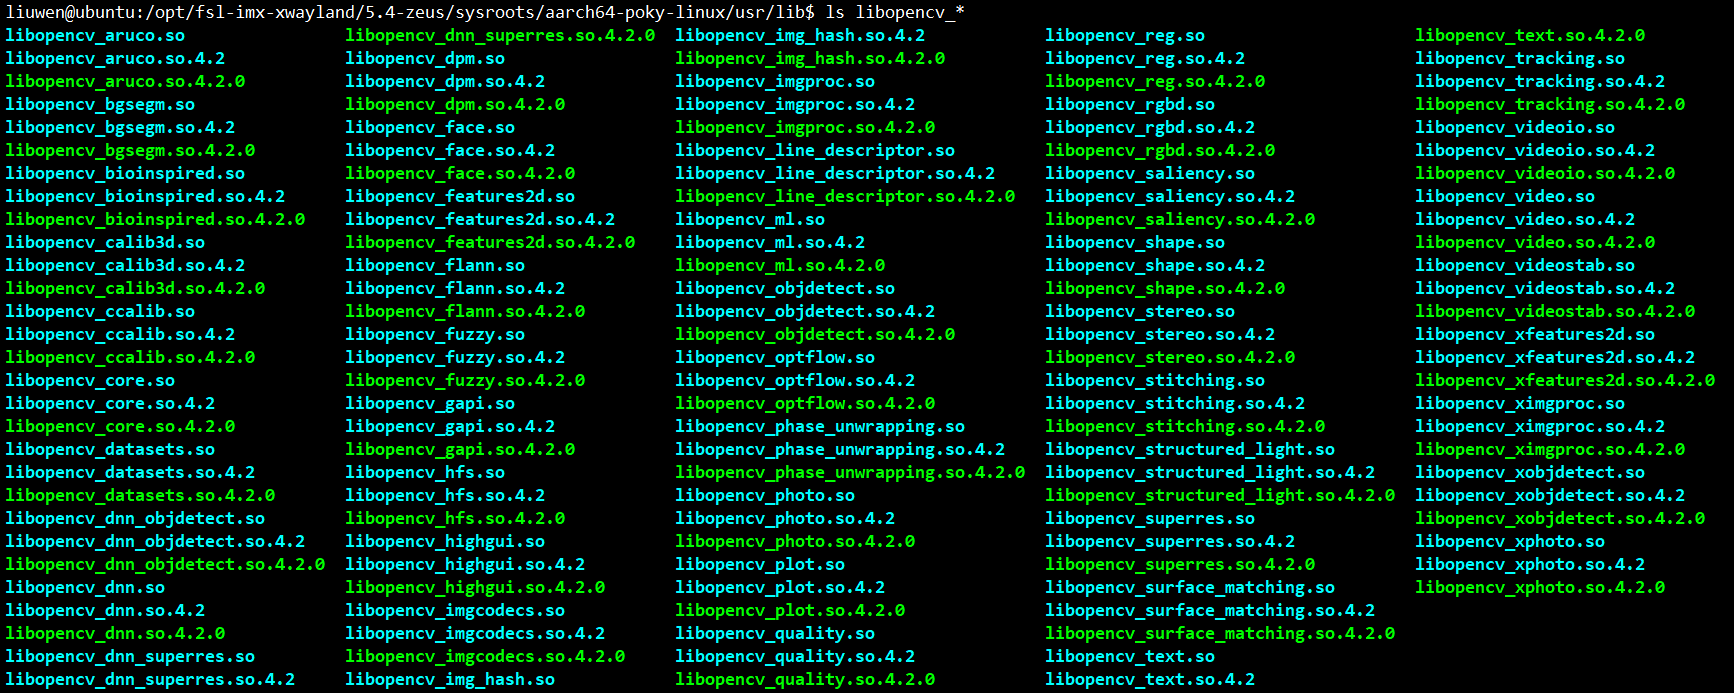 liuwen@ubuntu:/opt/fsl-imx-xwayland/5.4-zeus/sysroots/aarch64-poky-linux/usr/lib$ ls libopencv_*
libopencv_aruco.so libopencv_dnn_superres.so.4.2.0 libopencv_img_hash.so.4.2 libopencv_reg.so libopencv_text.so.4.2.0
libopencv_aruco.so.4.2 libopencv_dpm.so libopencv_img_hash.so.4.2.0 libopencv_reg.so.4.2 libopencv_tracking.so
libopencv_aruco.so.4.2.0 libopencv_dpm.so.4.2 libopencv_imgproc.so libopencv_reg.so.4.2.0 libopencv_tracking.so.4.2
libopencv_bgsegm.so libopencv_dpm.so.4.2.0 libopencv_imgproc.so.4.2 libopencv_rgbd.so libopencv_tracking.so.4.2.0
libopencv_bgsegm.so.4.2 libopencv_face.so libopencv_imgproc.so.4.2.0 libopencv_rgbd.so.4.2 libopencv_videoio.so
libopencv_bgsegm.so.4.2.0 libopencv_face.so.4.2 libopencv_line_descriptor.so libopencv_rgbd.so.4.2.0 libopencv_videoio.so.4.2
libopencv_bioinspired.so libopencv_face.so.4.2.0 libopencv_line_descriptor.so.4.2 libopencv_saliency.so libopencv_videoio.so.4.2.0
libopencv_bioinspired.so.4.2 libopencv_features2d.so libopencv_line_descriptor.so.4.2.0 libopencv_saliency.so.4.2 libopencv_video.so
libopencv_bioinspired.so.4.2.0 libopencv_features2d.so.4.2 libopencv_ml.so libopencv_saliency.so.4.2.0 libopencv_video.so.4.2
libopencv_calib3d.so libopencv_features2d.so.4.2.0 libopencv_ml.so.4.2 libopencv_shape.so libopencv_video.so.4.2.0
libopencv_calib3d.so.4.2 libopencv_flann.so libopencv_ml.so.4.2.0 libopencv_shape.so.4.2 libopencv_videostab.so
libopencv_calib3d.so.4.2.0 libopencv_flann.so.4.2 libopencv_objdetect.so libopencv_shape.so.4.2.0 libopencv_videostab.so.4.2
libopencv_ccalib.so libopencv_flann.so.4.2.0 libopencv_objdetect.so.4.2 libopencv_stereo.so libopencv_videostab.so.4.2.0
libopencv_ccalib.so.4.2 libopencv_fuzzy.so libopencv_objdetect.so.4.2.0 libopencv_stereo.so.4.2 libopencv_xfeatures2d.so
libopencv_ccalib.so.4.2.0 libopencv_fuzzy.so.4.2 libopencv_optflow.so libopencv_stereo.so.4.2.0 libopencv_xfeatures2d.so.4.2
libopencv_core.so libopencv_fuzzy.so.4.2.0 libopencv_optflow.so.4.2 libopencv_stitching.so libopencv_xfeatures2d.so.4.2.0
libopencv_core.so.4.2 libopencv_gapi.so libopencv_optflow.so.4.2.0 libopencv_stitching.so.4.2 libopencv_ximgproc.so
libopencv_core.so.4.2.0 libopencv_gapi.so.4.2 libopencv_phase_unwrapping.so libopencv_stitching.so.4.2.0 libopencv_ximgproc.so.4.2
libopencv_datasets.so libopencv_gapi.so.4.2.0 libopencv_phase_unwrapping.so.4.2 libopencv_structured_light.so libopencv_ximgproc.so.4.2.0
libopencv_datasets.so.4.2 libopencv_hfs.so libopencv_phase_unwrapping.so.4.2.0 libopencv_structured_light.so.4.2 libopencv_xobjdetect.so
libopencv_datasets.so.4.2.0 libopencv_hfs.so.4.2 libopencv_photo.so libopencv_structured_light.so.4.2.0 libopencv_xobjdetect.so.4.2
libopencv_dnn_objdetect.so libopencv_hfs.so.4.2.0 libopencv_photo.so.4.2 libopencv_superres.so libopencv_xobjdetect.so.4.2.0
libopencv_dnn_objdetect.so.4.2 libopencv_highgui.so libopencv_photo.so.4.2.0 libopencv_superres.so.4.2 libopencv_xphoto.so
libopencv_dnn_objdetect.so.4.2.0 libopencv_highgui.so.4.2 libopencv_plot.so libopencv_superres.so.4.2.0 libopencv_xphoto.so.4.2
libopencv_dnn.so libopencv_highgui.so.4.2.0 libopencv_plot.so.4.2 libopencv_surface_matching.so libopencv_xphoto.so.4.2.0
libopencv_dnn.so.4.2 libopencv_imgcodecs.so libopencv_plot.so.4.2.0 libopencv_surface_matching.so.4.2
libopencv_dnn.so.4.2.0 libopencv_imgcodecs.so.4.2 libopencv_quality.so libopencv_surface_matching.so.4.2.0
libopencv_dnn_superres.so libopencv_imgcodecs.so.4.2.0 libopencv_quality.so.4.2 libopencv_text.so
libopencv_dnn_superres.so.4.2 libopencv_img_hash.so libopencv_quality.so.4.2.0 libopencv_text.so.4.2